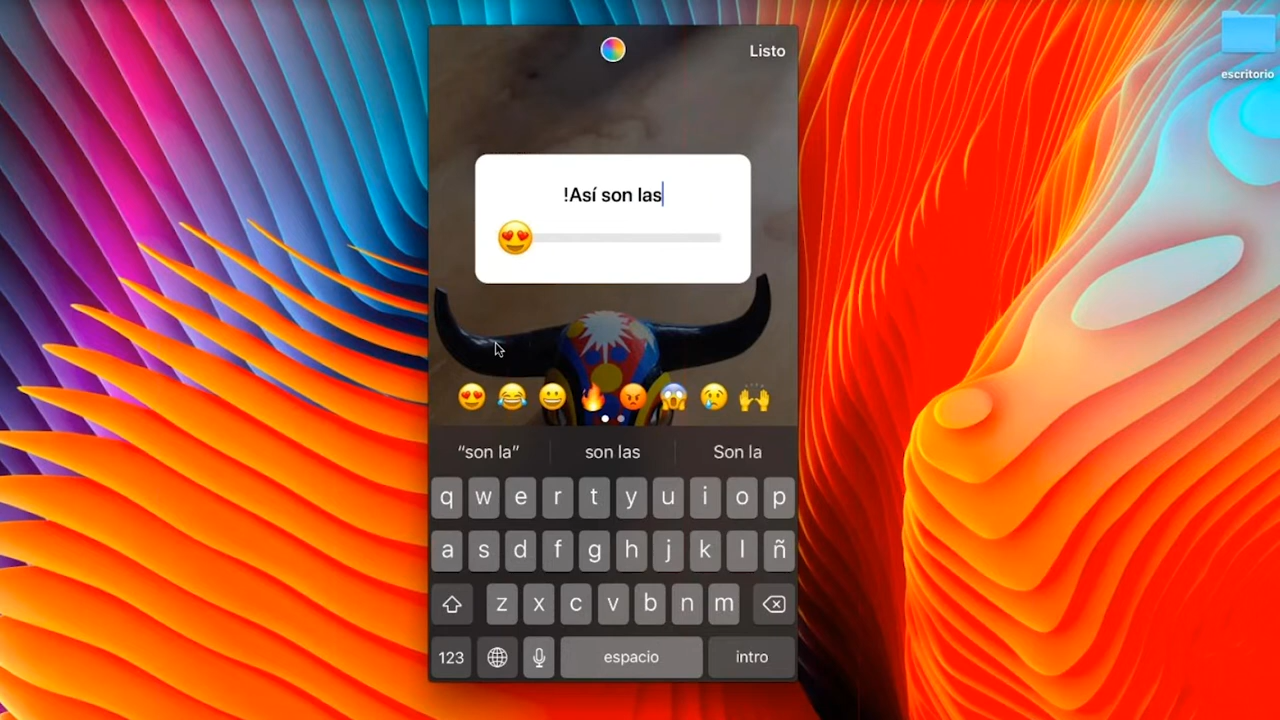 Listo
escritorio
!Así son las
“son la” son las Son la
q w e r t y u i o p
a s d f g h j k l ñ
z x c v b n m
123 espacio intro